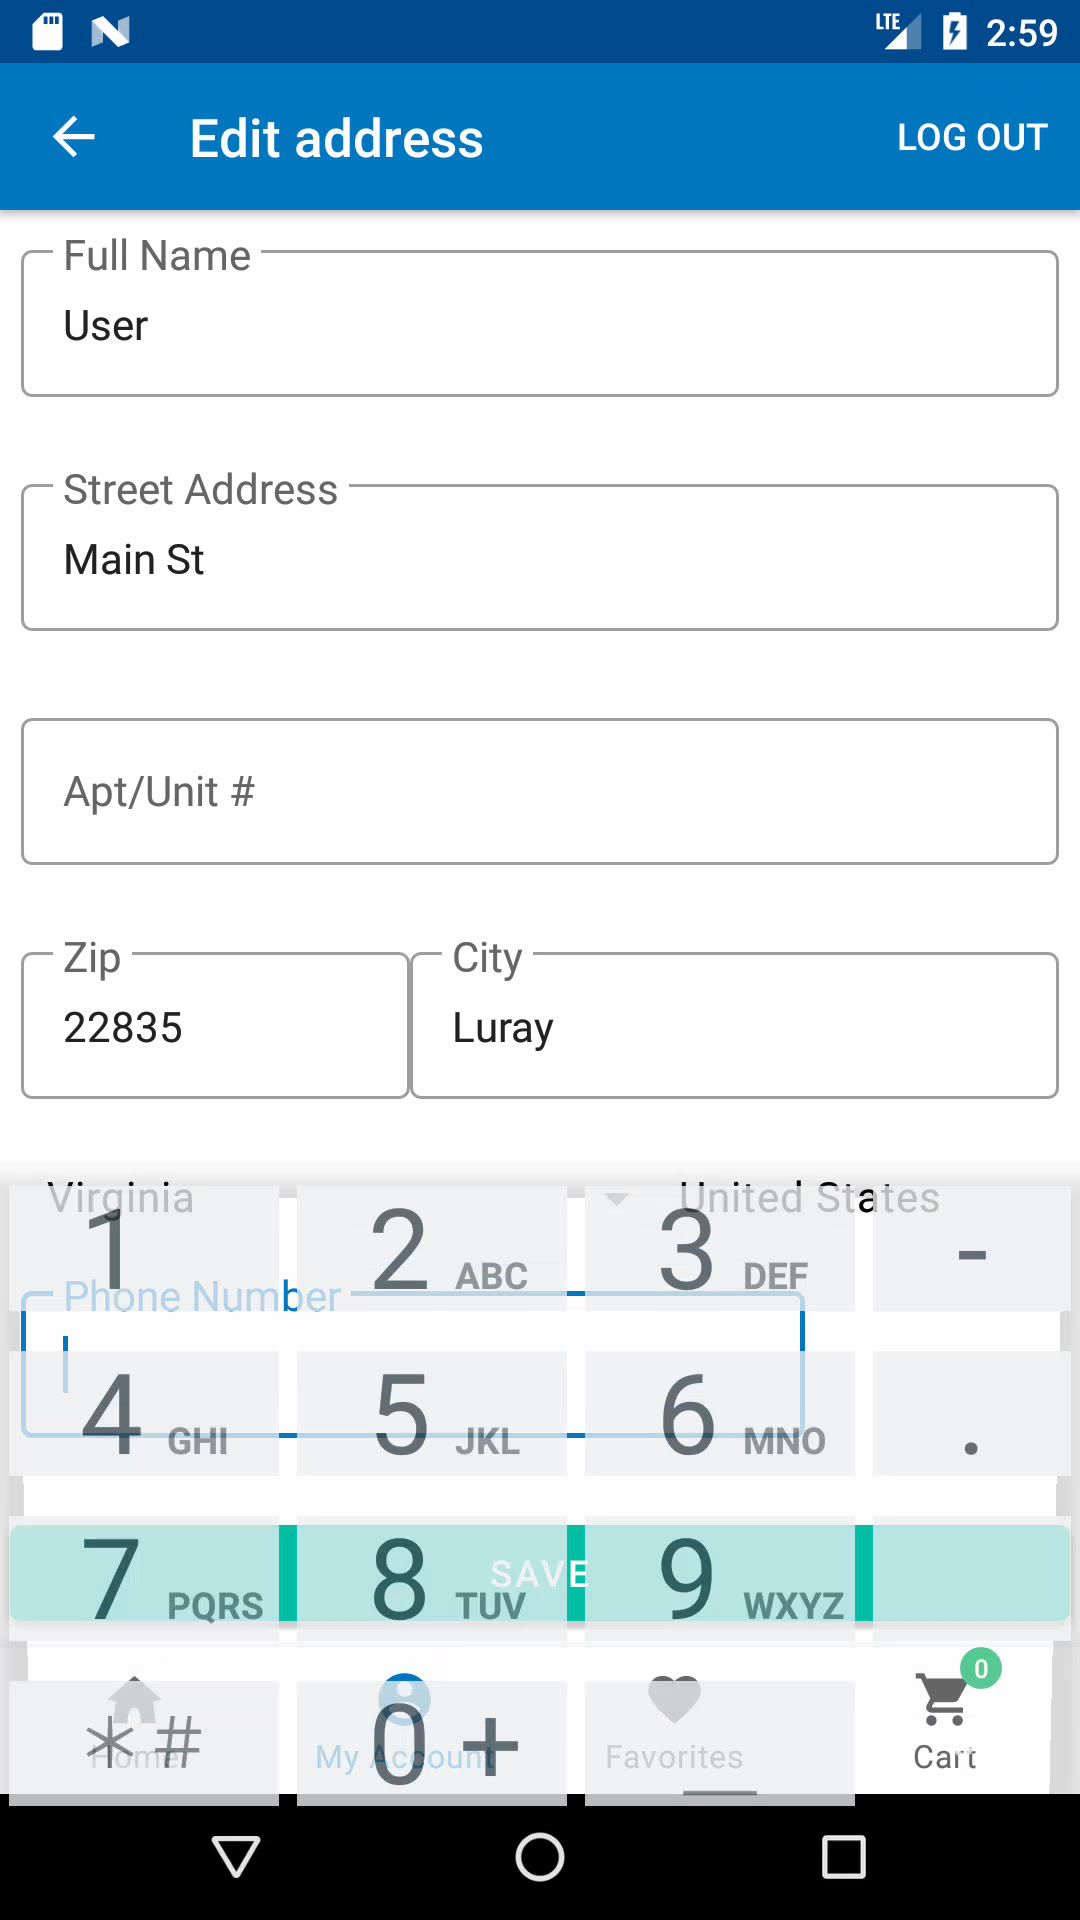 LTE 2:59
Edit address LOG OUT
Full Name
User
Street Address
Main St
Apt/Unit #
Zip City
22835 Luray
Virginia United States
1 2 ABC 3 DEF -
Phone Number
4 GHI 5 JKL 6 MNO .
SAVE
7 PQRS 8 TUV 9 WXYZ
0
* # 0 +
Home My Account Favorites Cart